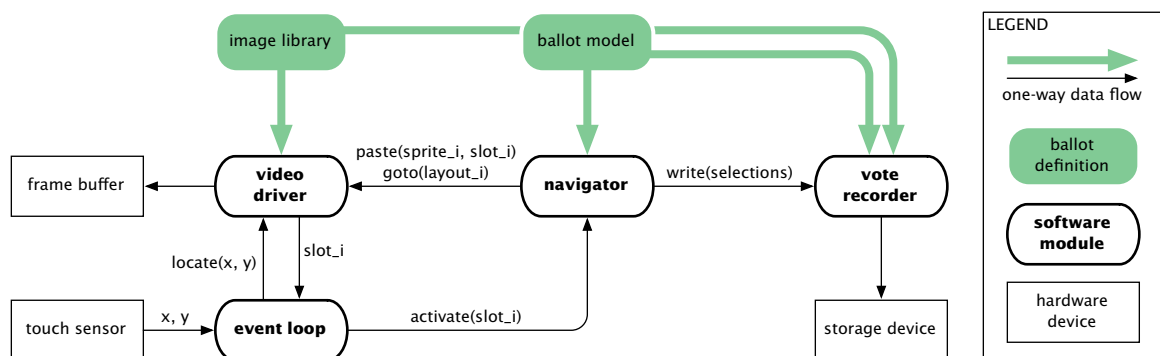 image library
ballot model
LEGEND
one-way data flow
ballot
definition
software
module
hardware
device
frame buffer
video
driver
paste(sprite_i, slot_i)
goto(layout_i)
navigator
write(selections)
vote
recorder
locate(x, y)
slot_i
touch sensor
x, y
event loop
activate(slot_i)
storage device